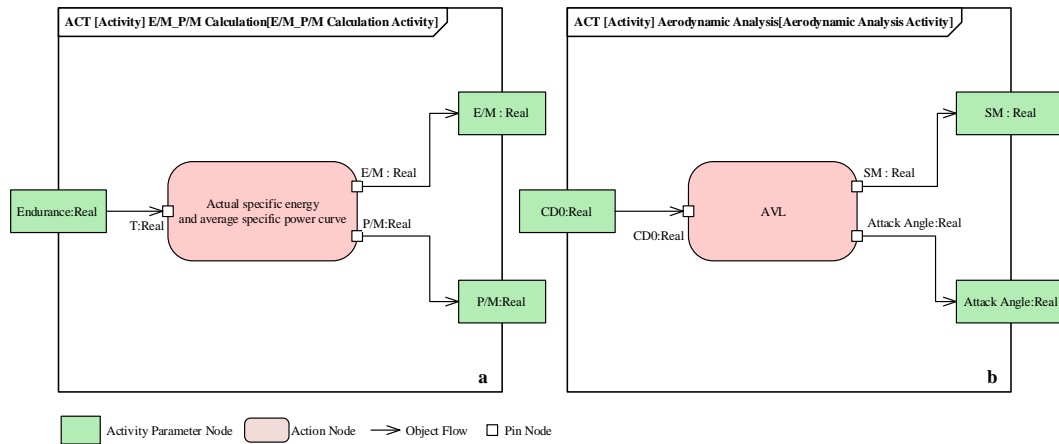 ACT [Activity] E/M_P/M Calculation[E/M_P/M Calculation Activity]
E/M : Real
E/M : Real
Endurance:Real
T:Real
Actual specific energy
and average specific power curve
P/M:Real
P/M:Real
a
ACT [Activity] Aerodynamic Analysis[Aerodynamic Analysis Activity]
SM : Real
SM : Real
CD0:Real
CD0:Real
AVL
Attack Angle:Real
Attack Angle:Real
b
Activity Parameter Node
Action Node
Object Flow
Pin Node